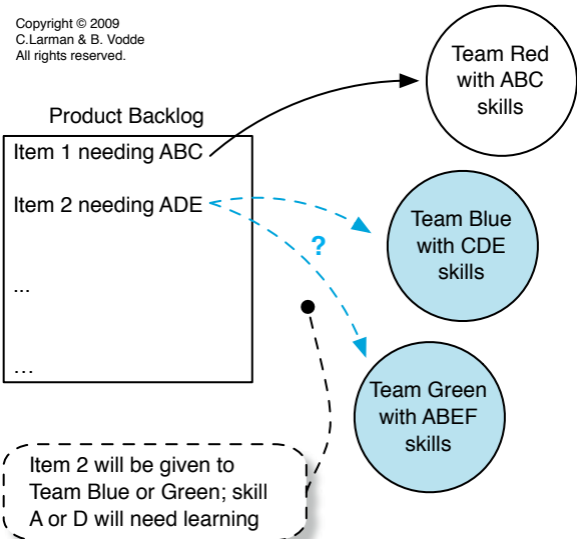 Copyright © 2009
C.Larman & B. Vodde
All rights reserved.
Team Red
with ABC
skills
Product Backlog
Item 1 needing ABC
Item 2 needing ADE
...
...
?
Team Blue
with CDE
skills
Team Green
with ABEF
skills
Item 2 will be given to
Team Blue or Green; skill
A or D will need learning